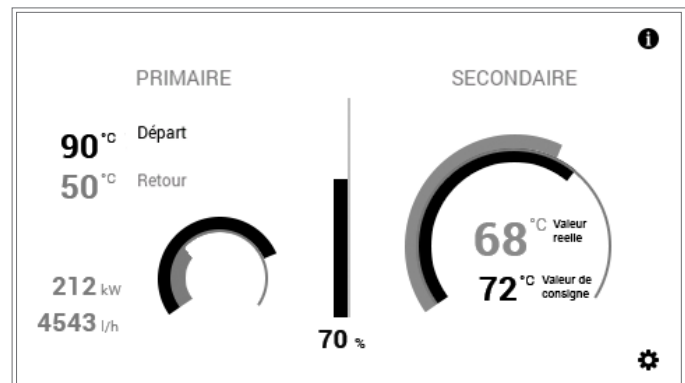 PRIMAIRE
90 °C Départ
50 °C Retour
212 kW
4543 l/h
70 %
SECONDAIRE
68 °C Valeur
reelle
72 °C Valeur de
consigne